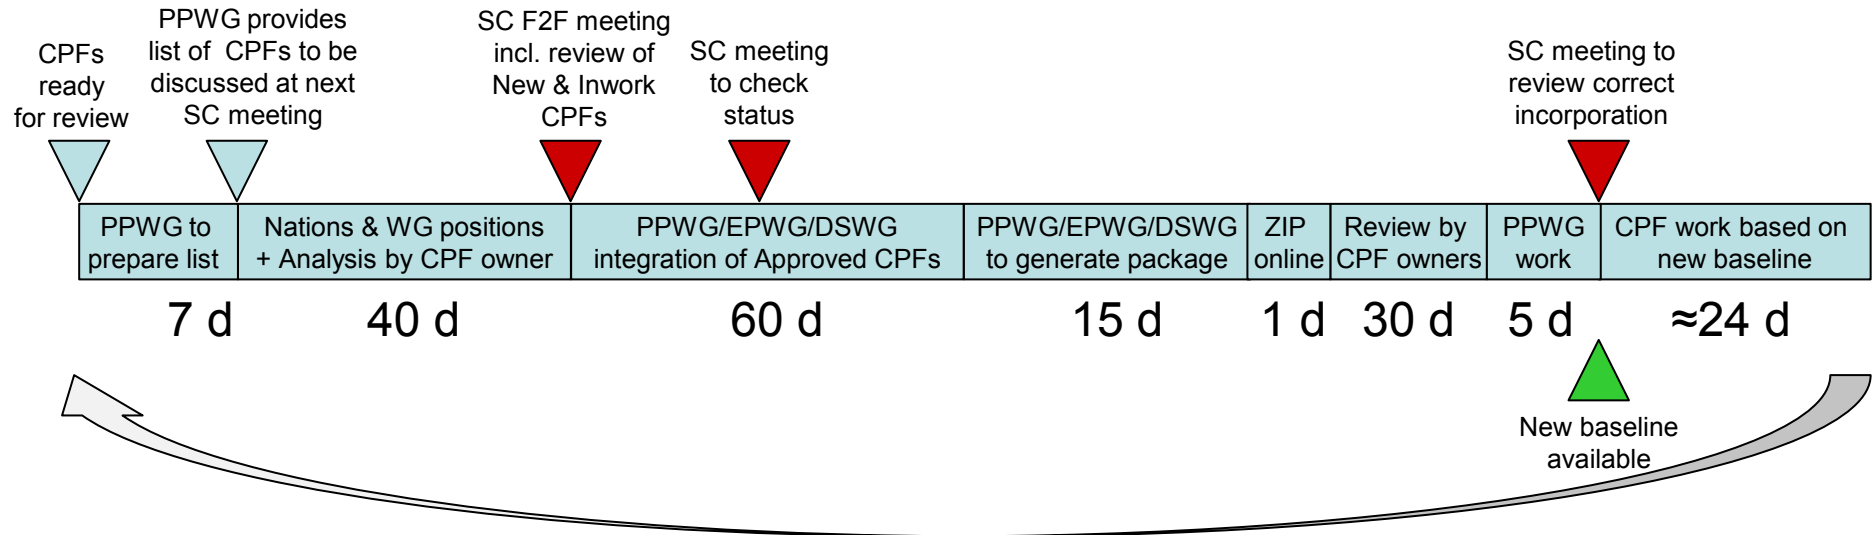 CPFs
ready
for review
PPWG provides
list of CPFs to be
discussed at next
SC meeting
SC F2F meeting
incl. review of
New & Inwork
CPFs
SC meeting
to check
status
SC meeting to
review correct
incorporation
PPWG to
prepare list
Nations & WG positions
+ Analysis by CPF owner
PPWG/EPWG/DSWG
integration of Approved CPFs
PPWG/EPWG/DSWG
to generate package
ZIP
online
Review by
CPF owners
PPWG
work
CPF work based on
new baseline
7 d
40 d
60 d
15 d
1 d
30 d
5 d
≈24 d
New baseline
available